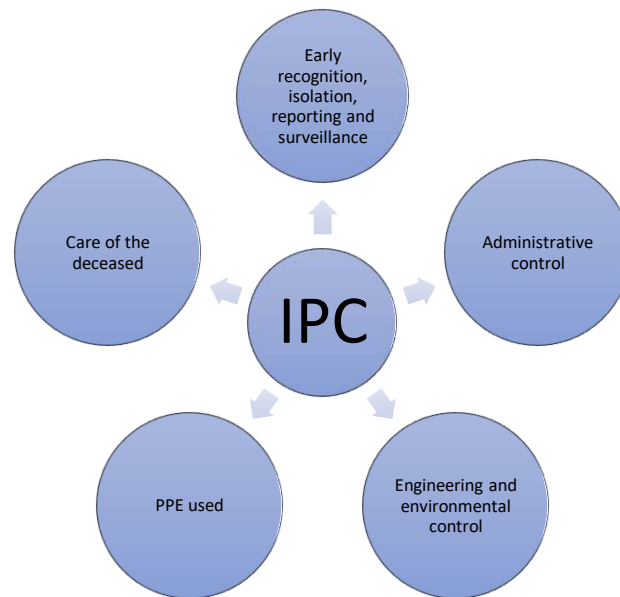 Early
recognition,
isolation,
reporting and
surveillance
Care of the
deceased
Administrative
control
IPC
PPE used
Engineering and
environmental
control